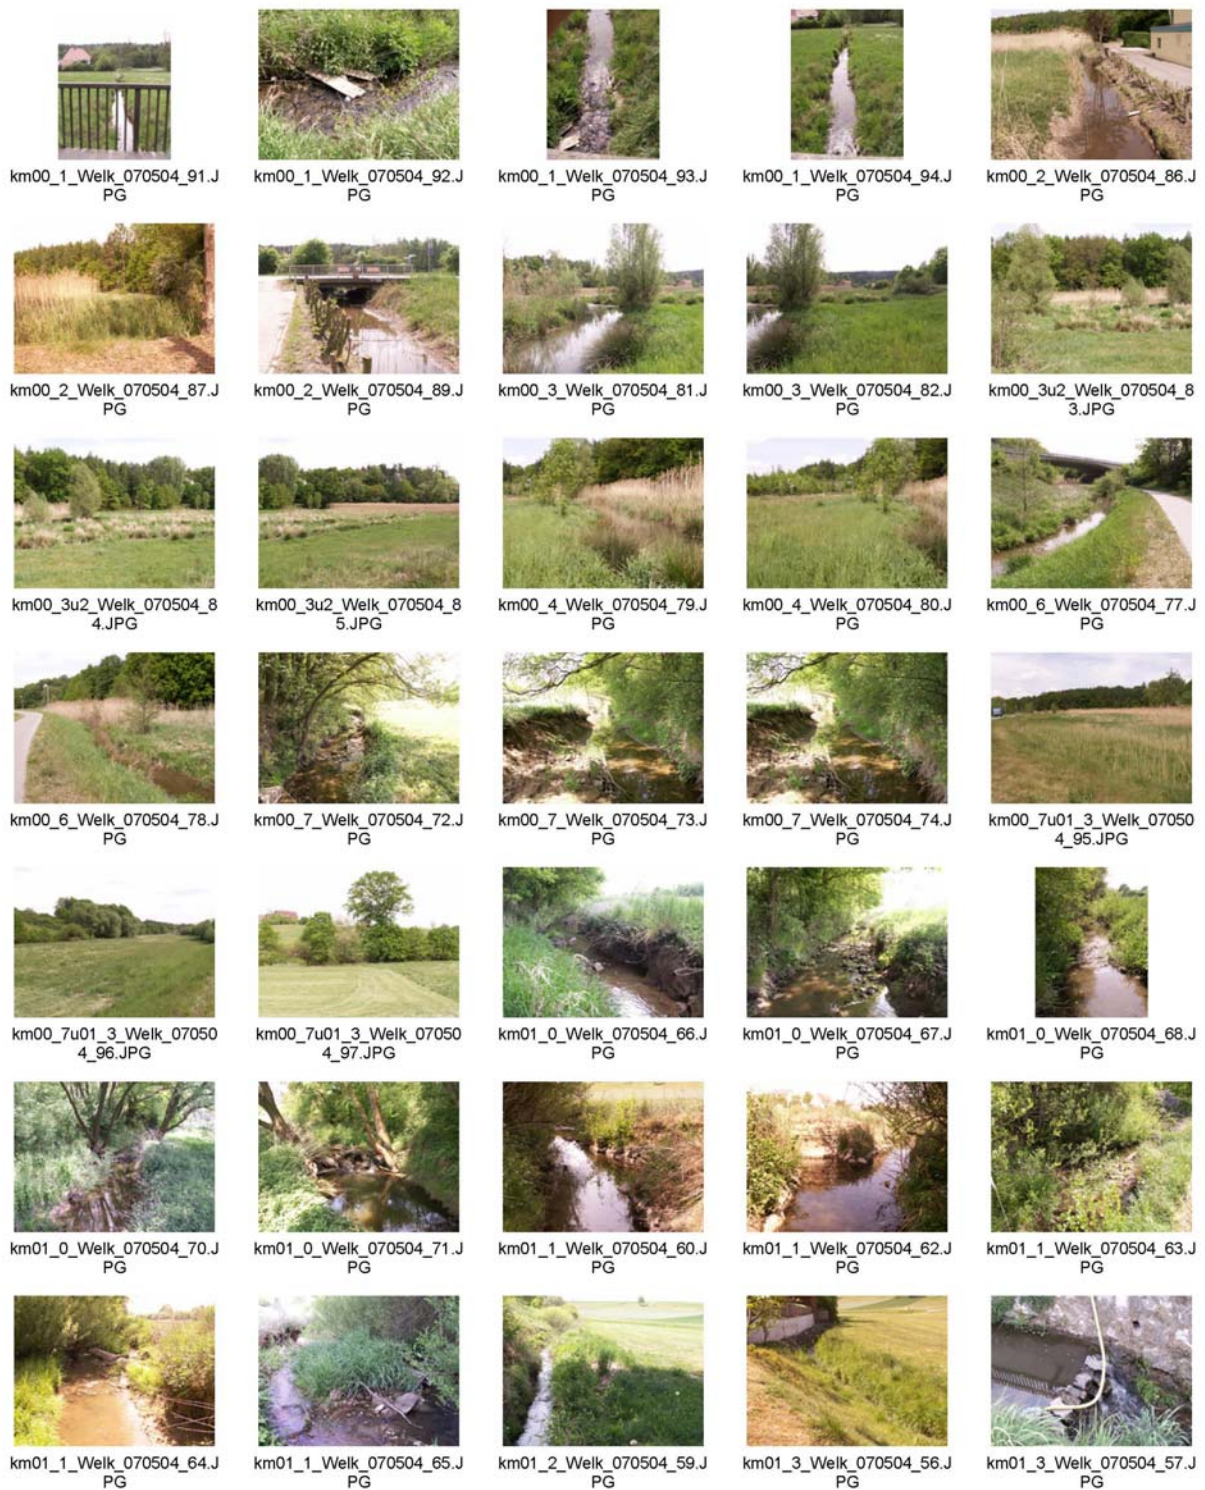 km00_1_Welk_070504_91.J
PG
km00_1_Welk_070504_92.J
PG
km00_1_Welk_070504_93.J
PG
km00_1_Welk_070504_94.J
PG
km00_2_Welk_070504_86.J
PG
km00_2_Welk_070504_87.J
PG
km00_2_Welk_070504_89.J
PG
km00_3_Welk_070504_81.J
PG
km00_3_Welk_070504_82.J
PG
km00_3u2_Welk_070504_8
3.JPG
km00_3u2_Welk_070504_8
4.JPG
km00_3u2_Welk_070504_8
5.JPG
km00_4_Welk_070504_79.J
PG
km00_4_Welk_070504_80.J
PG
km00_6_Welk_070504_77.J
PG
km00_6_Welk_070504_78.J
PG
km00_7_Welk_070504_72.J
PG
km00_7_Welk_070504_73.J
PG
km00_7_Welk_070504_74.J
PG
km00_7u01_3_Welk_07050
4_95.JPG
km00_7u01_3_Welk_07050
4_96.JPG
km00_7u01_3_Welk_07050
4_97.JPG
km01_0_Welk_070504_66.J
PG
km01_0_Welk_070504_67.J
PG
km01_0_Welk_070504_68.J
PG
km01_0_Welk_070504_70.J
PG
km01_0_Welk_070504_71.J
PG
km01_1_Welk_070504_60.J
PG
km01_1_Welk_070504_62.J
PG
km01_1_Welk_070504_63.J
PG
km01_1_Welk_070504_64.J
PG
km01_1_Welk_070504_65.J
PG
km01_2_Welk_070504_59.J
PG
km01_3_Welk_070504_56.J
PG
km01_3_Welk_070504_57.J
PG